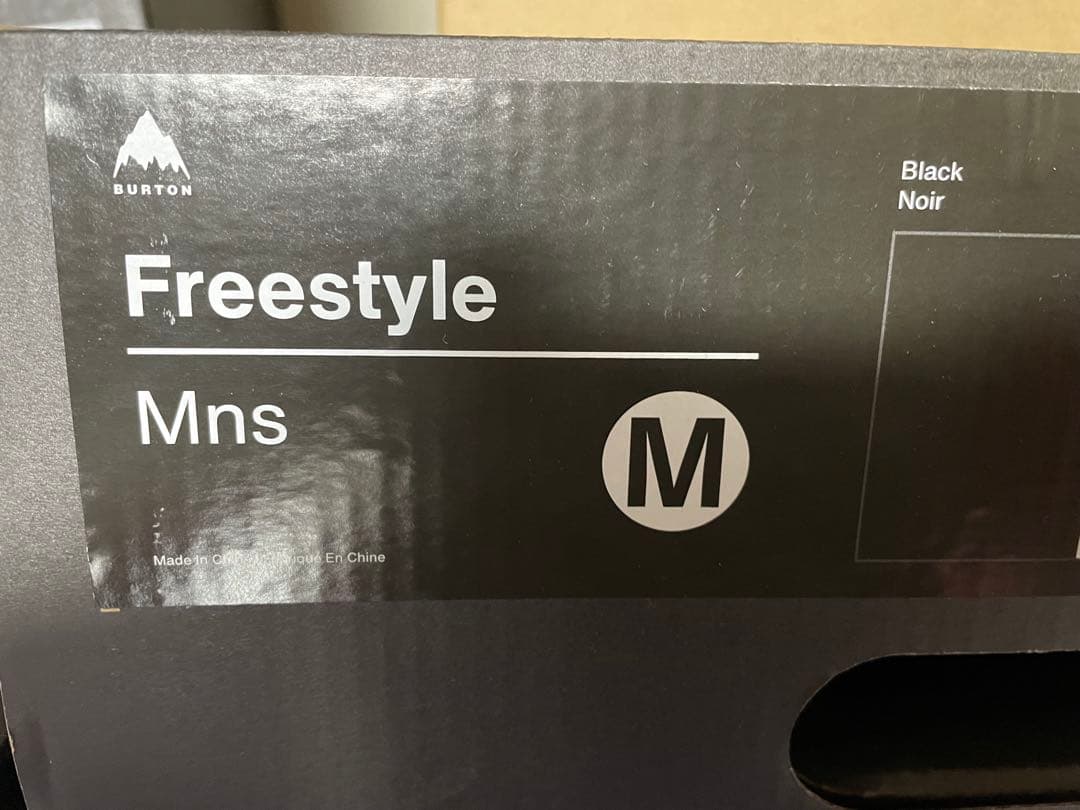 BURTON
Freestyle
Mns
M
Black
Noir
Made In En Chine